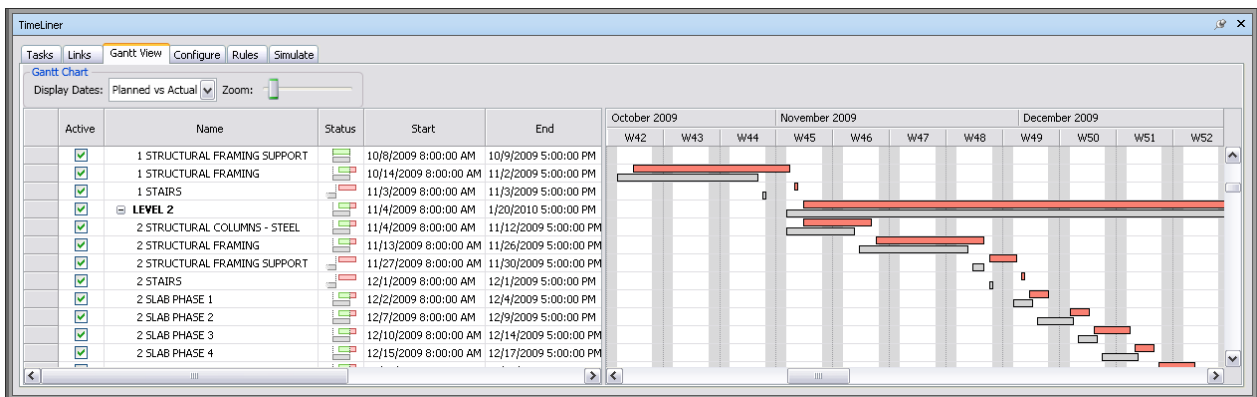 TimeLiner
Tasks Links Gantt View Configure Rules Simulate
Gantt Chart
Display Dates: Planned vs Actual Zoom:
Active Name Status Start End
October 2009 November 2009 December 2009
W42 W43 W44 W45 W46 W47 W48 W49 W50 W51 W52
1 STRUCTURAL FRAMING SUPPORT 10/8/2009 8:00:00 AM 10/9/2009 5:00:00 PM
1 STRUCTURAL FRAMING 10/14/2009 8:00:00 AM 11/2/2009 5:00:00 PM
1 STAIRS 11/3/2009 8:00:00 AM 11/3/2009 5:00:00 PM
LEVEL 2 11/4/2009 8:00:00 AM 1/20/2010 5:00:00 PM
2 STRUCTURAL COLUMNS - STEEL 11/4/2009 8:00:00 AM 11/12/2009 5:00:00 PM
2 STRUCTURAL FRAMING 11/13/2009 8:00:00 AM 11/26/2009 5:00:00 PM
2 STRUCTURAL FRAMING SUPPORT 11/27/2009 8:00:00 AM 11/30/2009 5:00:00 PM
2 STAIRS 12/1/2009 8:00:00 AM 12/1/2009 5:00:00 PM
2 SLAB PHASE 1 12/2/2009 8:00:00 AM 12/4/2009 5:00:00 PM
2 SLAB PHASE 2 12/7/2009 8:00:00 AM 12/9/2009 5:00:00 PM
2 SLAB PHASE 3 12/10/2009 8:00:00 AM 12/14/2009 5:00:00 PM
2 SLAB PHASE 4 12/15/2009 8:00:00 AM 12/17/2009 5:00:00 PM